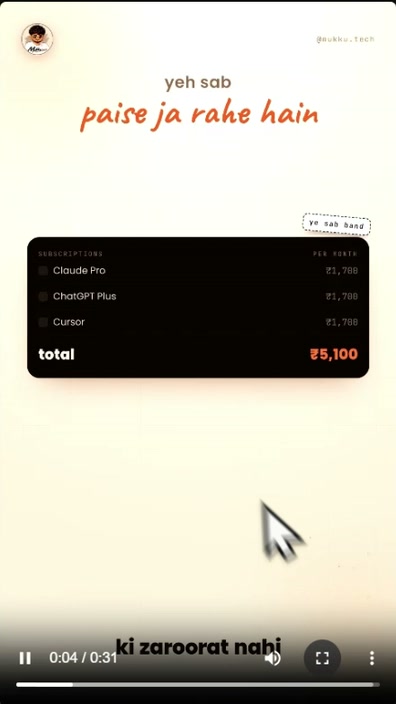 @mukku.tech
yeh sab
paise ja rahe hain
ye sab band
SUBSCRIPTIONS PER MONTH
Claude Pro ₹1,700
ChatGPT Plus ₹1,700
Cursor ₹1,700
total ₹5,100
ki zaroorat nahi
0:04 / 0:31